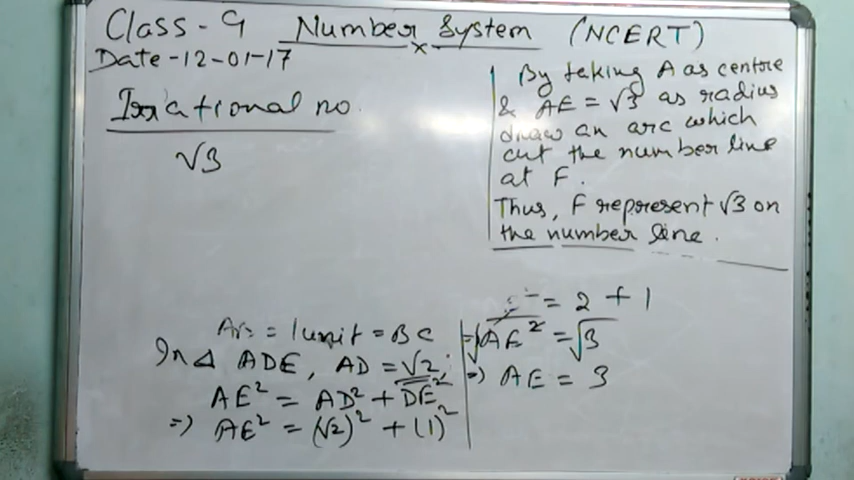 Class-9 Number System (NCERT)
Date-12-01-17
Irrational no.
√3
By taking A as centre
& AE = √3 as radius
draw an arc which
cut the number line
at F.
Thus, F represent √3 on
the number line.
= 1 unit = BC
In △ ADE, AD = √2,
AE² = AD² + DE²
⇒ AE² = (√2)² + (1)²
= 2 + 1
⇒ √AE² = √3
⇒ AE = 3